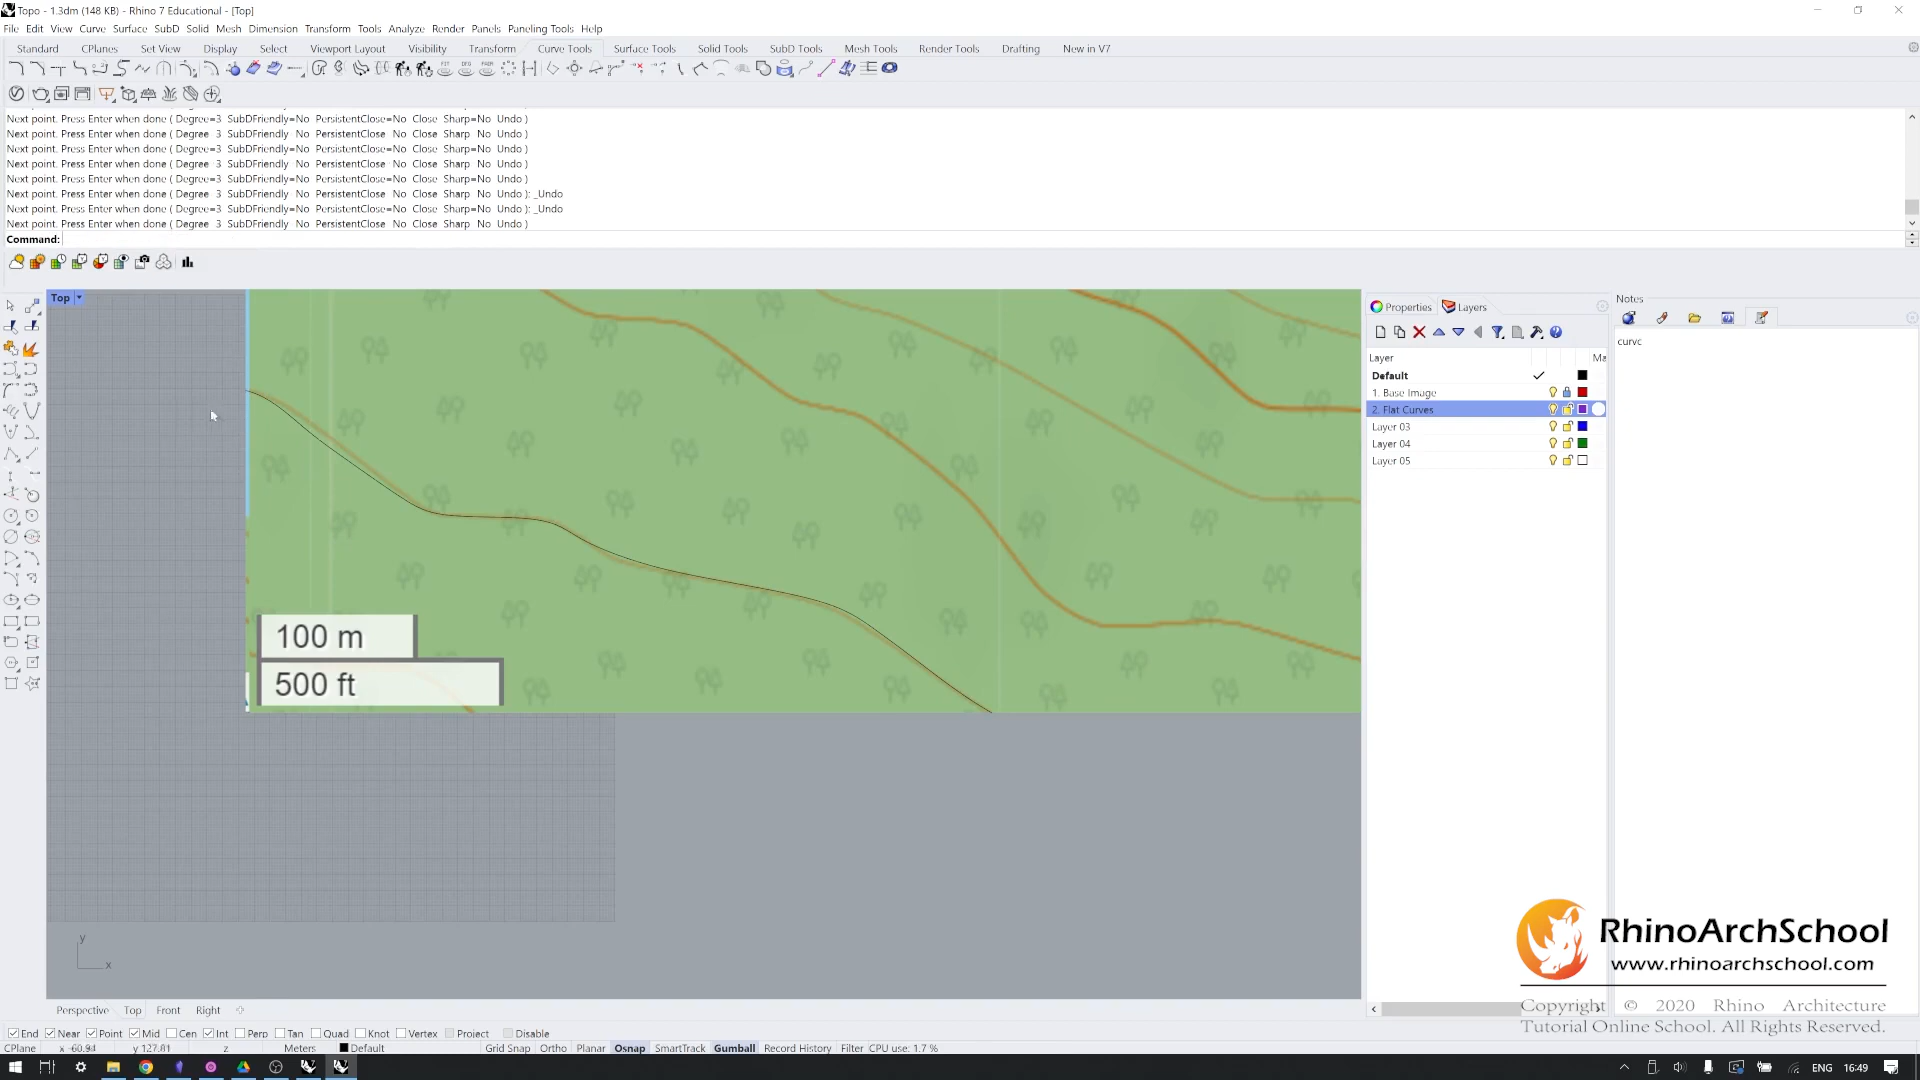 Topo - 1.3dm (148 KB) - Rhino 7 Educational - [Top]
File Edit View Curve Surface SubD Solid Mesh Dimension Transform Tools Analyze Render Panels Paneling Tools Help
Standard CPlanes Set View Display Select Viewport Layout Visibility Transform Curve Tools Surface Tools Solid Tools SubD Tools Mesh Tools Render Tools Drafting New in V7
Next point. Press Enter when done ( Degree=3 SubDFriendly=No PersistentClose=No Close Sharp=No Undo )
Next point. Press Enter when done ( Degree 3 SubDFriendly=No PersistentClose No Close Sharp No Undo )
Next point. Press Enter when done ( Degree 3 SubDFriendly No PersistentClose No Close Sharp No Undo )
Next point. Press Enter when done ( Degree 3 SubDFriendly No PersistentClose No Close Sharp No Undo )
Next point. Press Enter when done ( Degree=3 SubDFriendly No PersistentClose No Close Sharp No Undo )
Next point. Press Enter when done ( Degree 3 SubDFriendly No PersistentClose No Close Sharp No Undo ): _Undo
Next point. Press Enter when done ( Degree=3 SubDFriendly=No PersistentClose=No Close Sharp=No Undo ): _Undo
Next point. Press Enter when done ( Degree 3 SubDFriendly=No PersistentClose No Close Sharp No Undo )
Command:
Top
100 m
500 ft
Properties Layers
Layer Ma
Default
1. Base Image
2. Flat Curves
Layer 03
Layer 04
Layer 05
Notes
curvc
RhinoArchSchool
www.rhinoarchschool.com
Copyright © 2020 Rhino Architecture
Tutorial Online School. All Rights Reserved.
y
x
Perspective Top Front Right
End Near Point Mid Cen Int Perp Tan Quad Knot Vertex Project Disable
CPlane x -60.94 y 127.81 z Meters Default Grid Snap Ortho Planar Osnap SmartTrack Gumball Record History Filter CPU use: 1.7 %
ENG 16:49